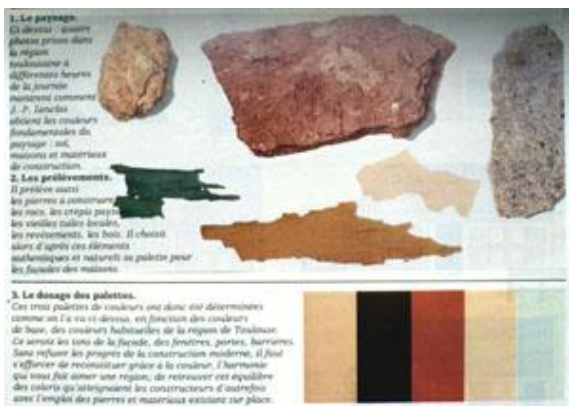 1. Le paysage.
Ci-dessus : quatre
photos prises dans
la région
toulousaine à
différentes heures
de la journée
montrent comment
J.-P. Lenclos
obtient les couleurs
fondamentales du
paysage : sol,
maisons et matériaux
de construction.
2. Les prélèvements.
Il prélève aussi
les pierres à construire,
les rocs, les crépis
les vieilles tuiles locales,
les revêtements, les bois. Il choisit
alors d'après ces éléments
authentiques et naturels sa palette pour
les façades des maisons
3. Le dosage des palettes.
Ces trois palettes de couleurs ont donc été déterminées
comme on l'a vu ci-dessus, en fonction des couleurs
de base, des couleurs habituelles de la région de Toulouse.
Ce seront les tons de la façade, des fenêtres, portes, barrières.
Sans refuser les progrès de la construction moderne, il faut
s'efforcer de reconstituer grâce à la couleur, l'harmonie
qui vous fait aimer une région; de retrouver cet équilibre
des coloris qu'atteignaient les constructeurs d'autrefois
avec l'emploi des pierres et matériaux existant sur place.